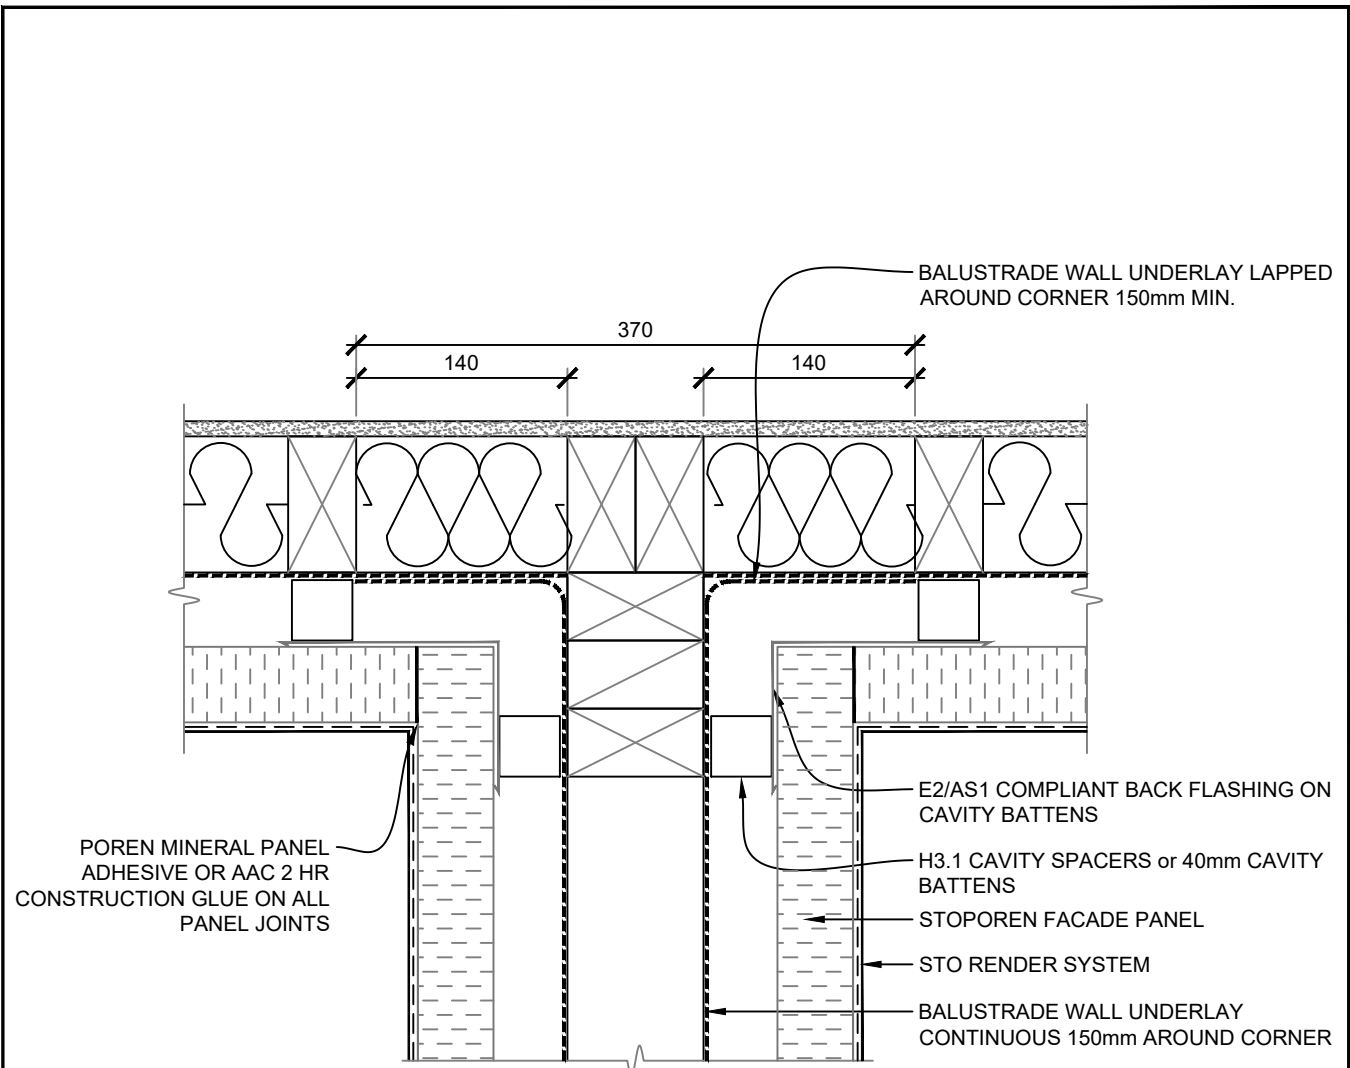 BALUSTRADE WALL UNDERLAY LAPPED
AROUND CORNER 150mm MIN.
370
140
140
E2/AS1 COMPLIANT BACK FLASHING ON
CAVITY BATTENS
POREN MINERAL PANEL
ADHESIVE OR AAC 2 HR
CONSTRUCTION GLUE ON ALL
PANEL JOINTS
H3.1 CAVITY SPACERS or 40mm CAVITY
BATTENS
STOPOREN FACADE PANEL
STO RENDER SYSTEM
BALUSTRADE WALL UNDERLAY
CONTINUOUS 150mm AROUND CORNER